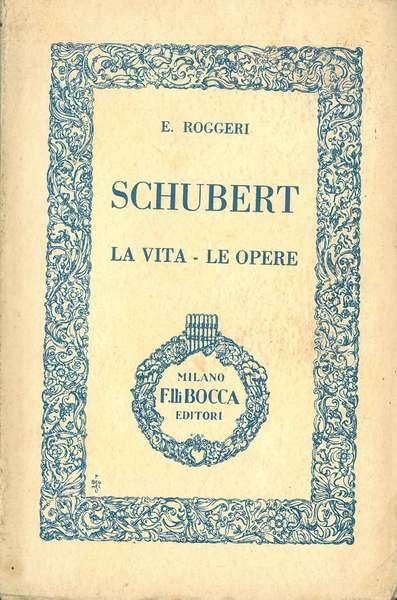 E. ROGGERI
SCHUBERT
LA VITA - LE OPERE
MILANO
F.lli BOCCA
EDITORI